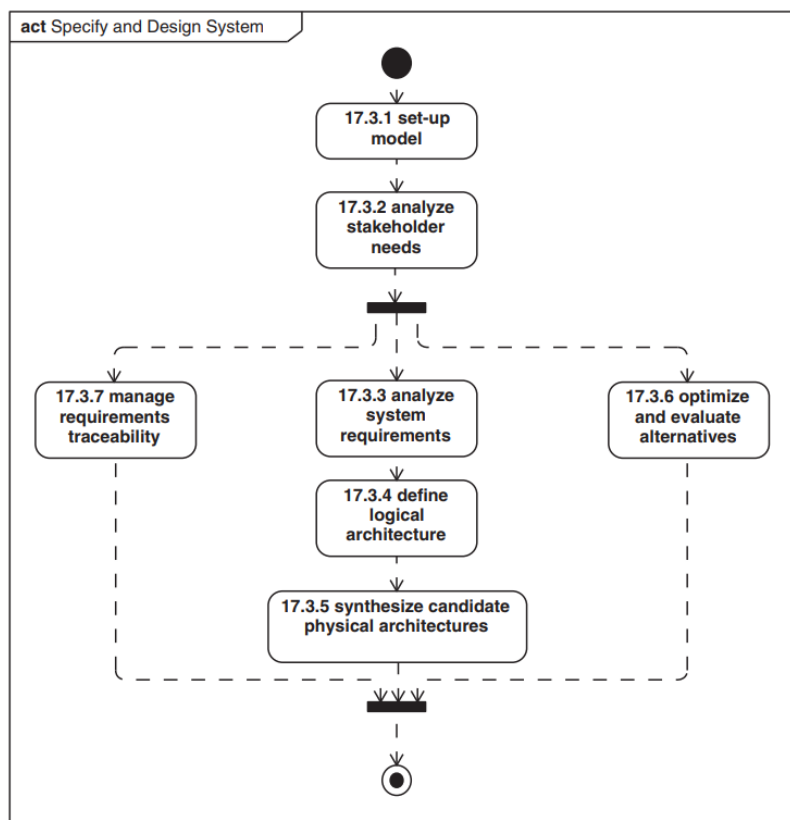 act Specify and Design System
17.3.1 set-up
model
17.3.2 analyze
stakeholder
needs
17.3.7 manage
requirements
traceability
17.3.3 analyze
system
requirements
17.3.6 optimize
and evaluate
alternatives
17.3.4 define
logical
architecture
17.3.5 synthesize candidate
physical architectures